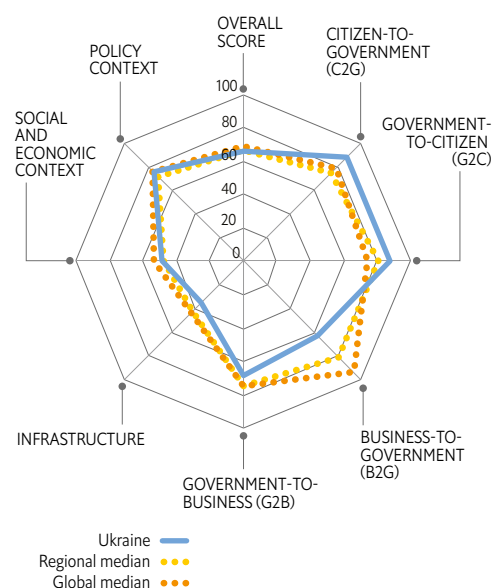 OVERALL
SCORE
CITIZEN-TO-
GOVERNMENT
(C2G)
GOVERNMENT-
TO-CITIZEN
(G2C)
BUSINESS-TO-
GOVERNMENT
(B2G)
GOVERNMENT-TO-
BUSINESS (G2B)
INFRASTRUCTURE
SOCIAL
AND
ECONOMIC
CONTEXT
POLICY
CONTEXT
100
80
60
40
20
0
Ukraine
Regional median
Global median